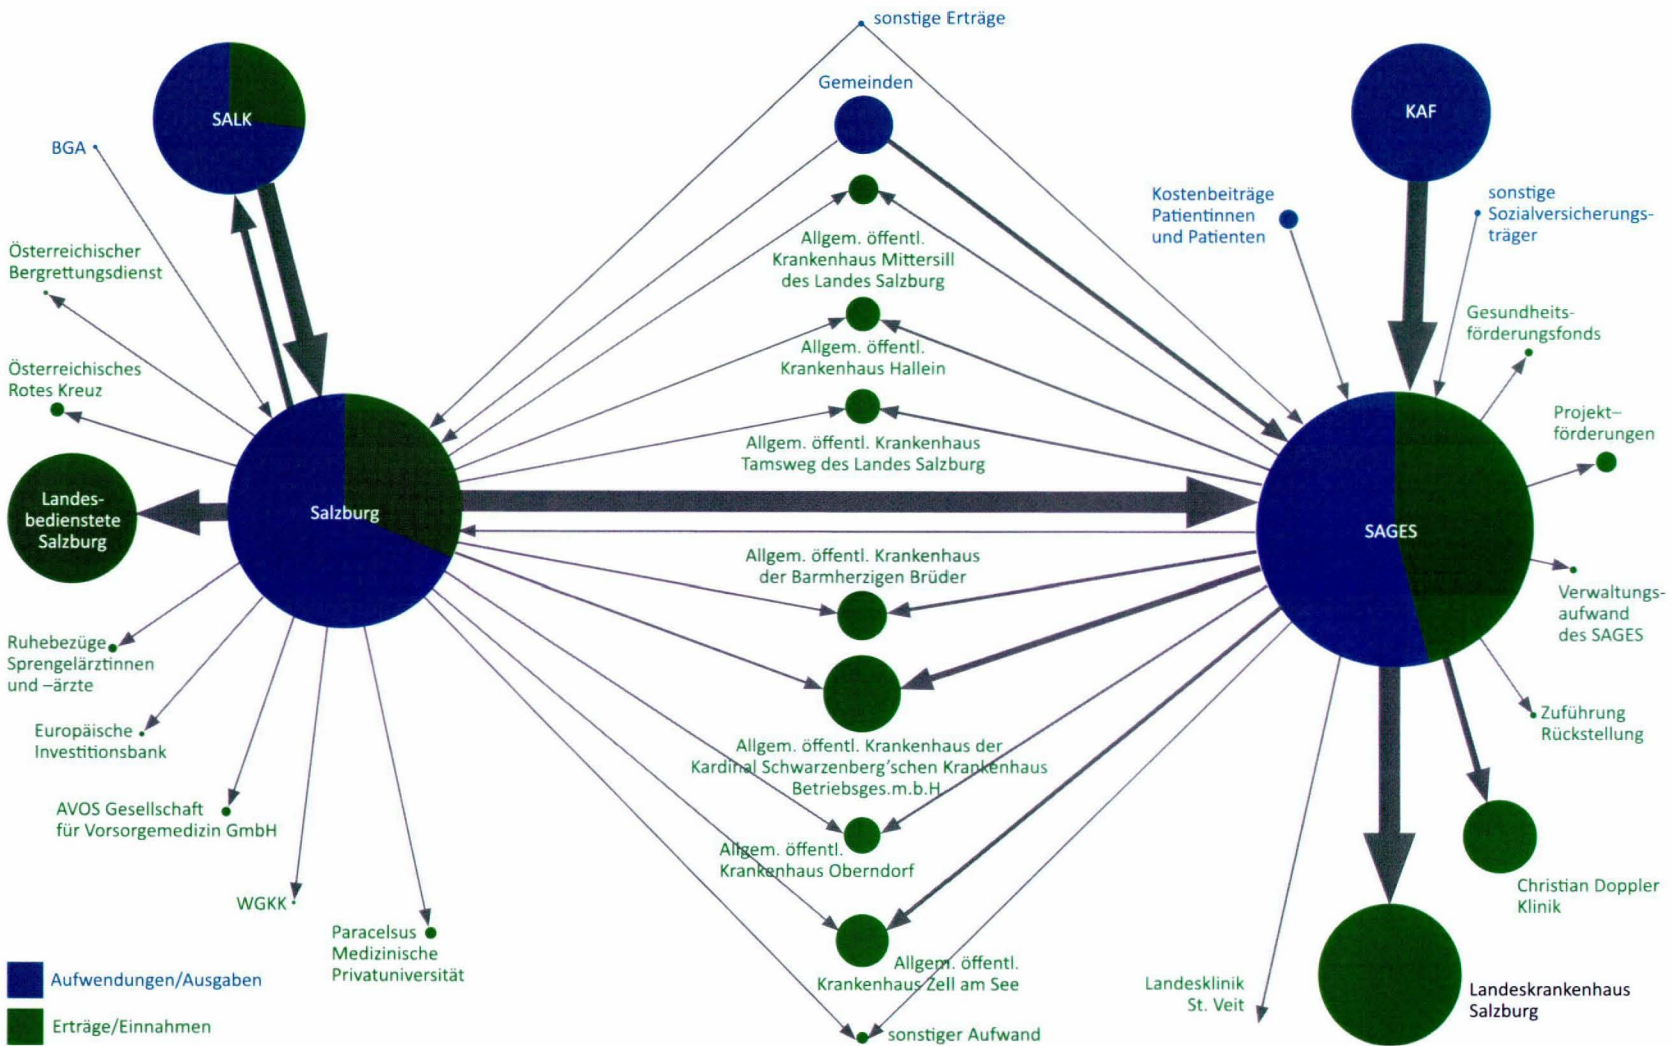 sonstige Erträge
Gemeinden
SALK
KAF
BGA
Kostenbeiträge
Patientinnen
und Patienten
sonstige
Sozialversicherungs-
träger
Österreichischer
Bergrettungsdienst
Allgem. öffentl.
Krankenhaus Mittersill
des Landes Salzburg
Gesundheits-
förderungsfonds
Österreichisches
Rotes Kreuz
Allgem. öffentl.
Krankenhaus Hallein
Projekt–
förderungen
Allgem. öffentl. Krankenhaus
Tamsweg des Landes Salzburg
Landes-
bedienstete
Salzburg
Salzburg
SAGES
Allgem. öffentl. Krankenhaus
der Barmherzigen Brüder
Verwaltungs-
aufwand
des SAGES
Ruhebezüge
Sprengelärztinnen
und –ärzte
Europäische
Investitionsbank
Zuführung
Rückstellung
Allgem. öffentl. Krankenhaus der
Kardinal Schwarzenberg'schen Krankenhaus
Betriebsges.m.b.H.
AVOS Gesellschaft
für Vorsorgemedizin GmbH
Allgem. öffentl.
Krankenhaus Oberndorf
Christian Doppler
Klinik
WGKK
Paracelsus
Medizinische
Privatuniversität
Allgem. öffentl.
Krankenhaus Zell am See
Landesklinik
St. Veit
Landeskrankenhaus
Salzburg
sonstiger Aufwand
Aufwendungen/Ausgaben
Erträge/Einnahmen